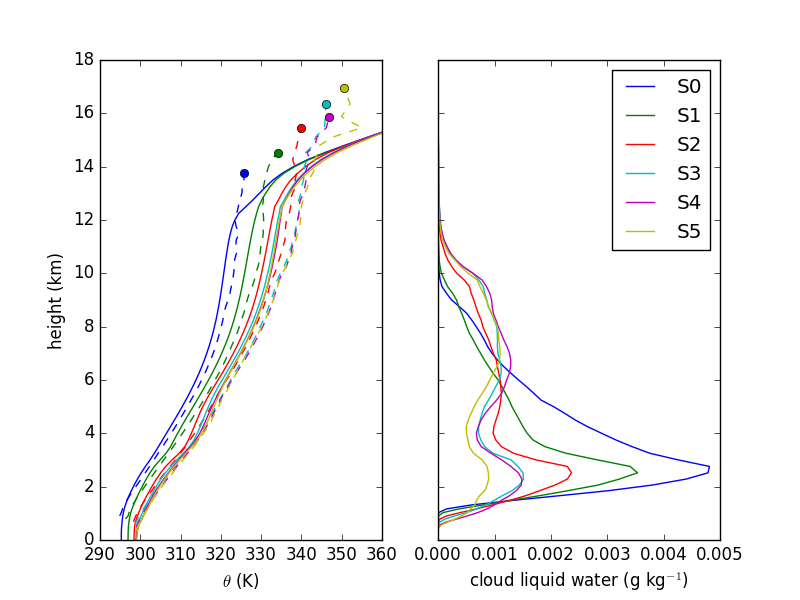 18
16
14
12
10
8
6
4
2
0
height (km)
290 300 310 320 330 340 350 360
θ (K)
S0
S1
S2
S3
S4
S5
0.000 0.001 0.002 0.003 0.004 0.005
cloud liquid water (g kg⁻¹)